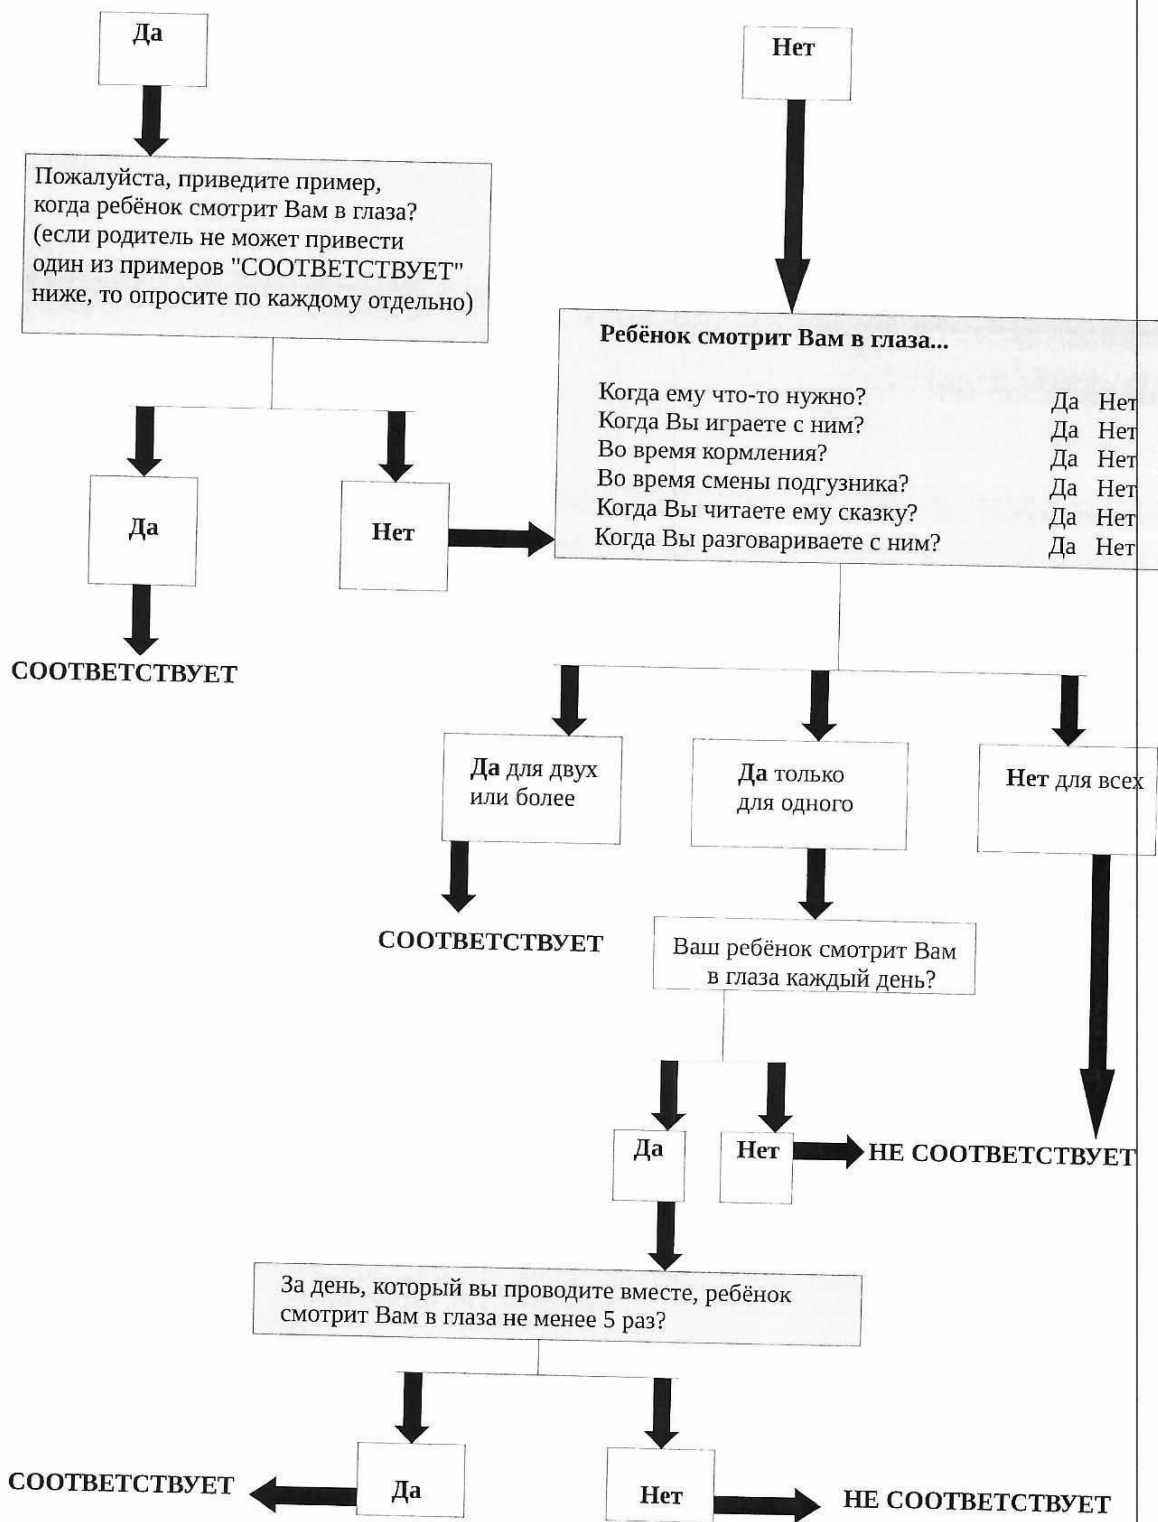 Да
Нет
Пожалуйста, приведите пример,
когда ребёнок смотрит Вам в глаза?
(если родитель не может привести
один из примеров "СООТВЕТСТВУЕТ"
ниже, то опросите по каждому отдельно)
Ребёнок смотрит Вам в глаза...
Когда ему что-то нужно? Да Нет
Когда Вы играете с ним? Да Нет
Во время кормления? Да Нет
Во время смены подгузника? Да Нет
Когда Вы читаете ему сказку? Да Нет
Когда Вы разговариваете с ним? Да Нет
Да
Нет
СООТВЕТСТВУЕТ
Да для двух
или более
Да только
для одного
Нет для всех
СООТВЕТСТВУЕТ
Ваш ребёнок смотрит Вам
в глаза каждый день?
Да
Нет
НЕ СООТВЕТСТВУЕТ
За день, который вы проводите вместе, ребёнок
смотрит Вам в глаза не менее 5 раз?
СООТВЕТСТВУЕТ
Да
Нет
НЕ СООТВЕТСТВУЕТ